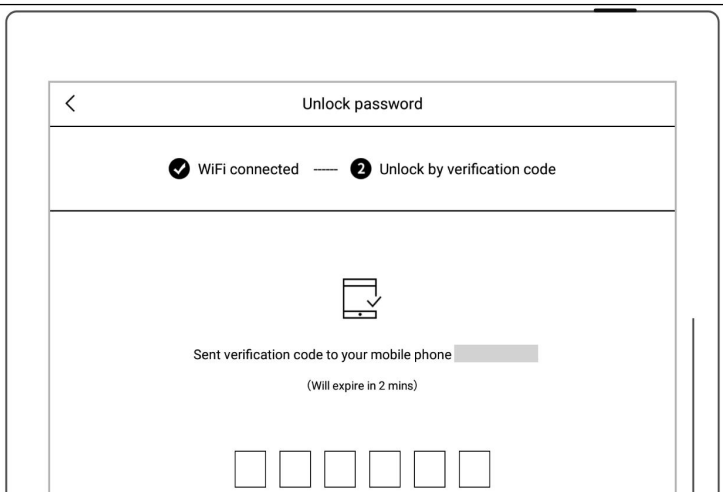 Unlock password
WiFi connected ------ 2 Unlock by verification code
Sent verification code to your mobile phone
(Will expire in 2 mins)